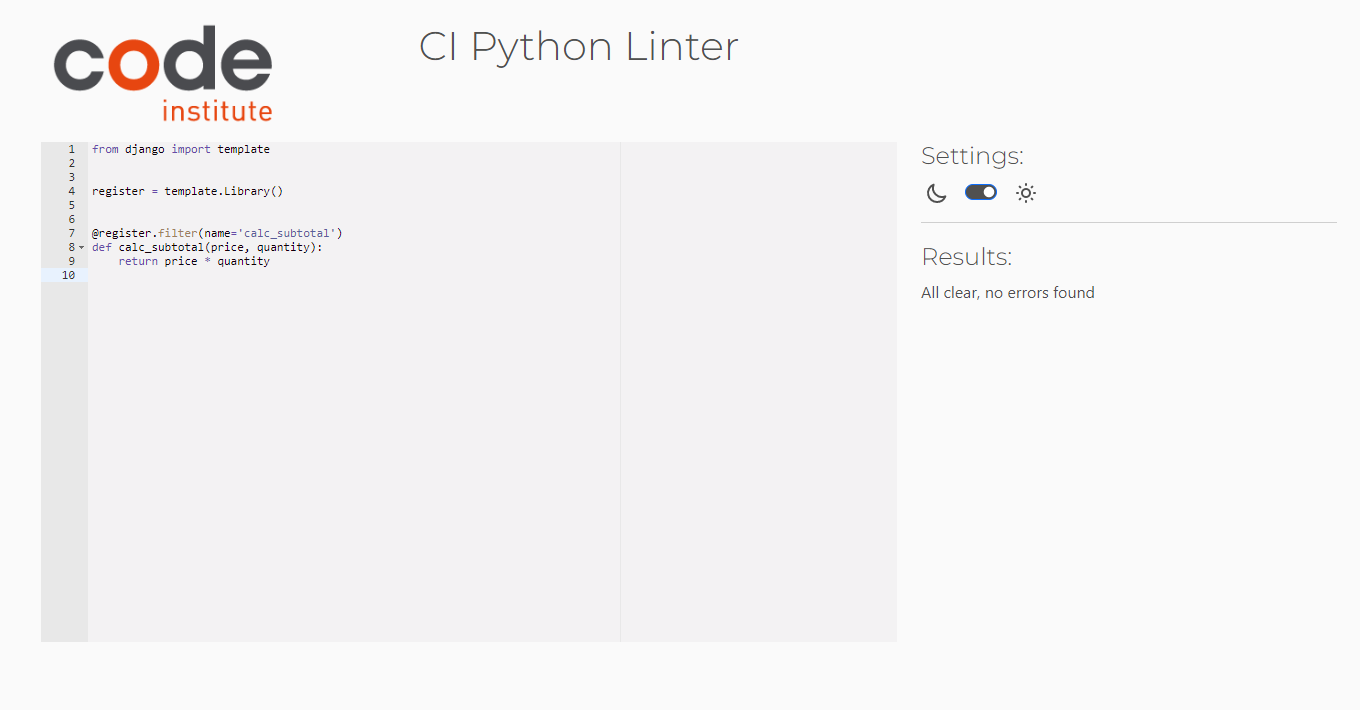 code
institute
CI Python Linter
1 from django import template
2
3
4 register = template.Library()
5
6
7 @register.filter(name='calc_subtotal')
8 def calc_subtotal(price, quantity):
9     return price * quantity
10
Settings:
Results:
All clear, no errors found